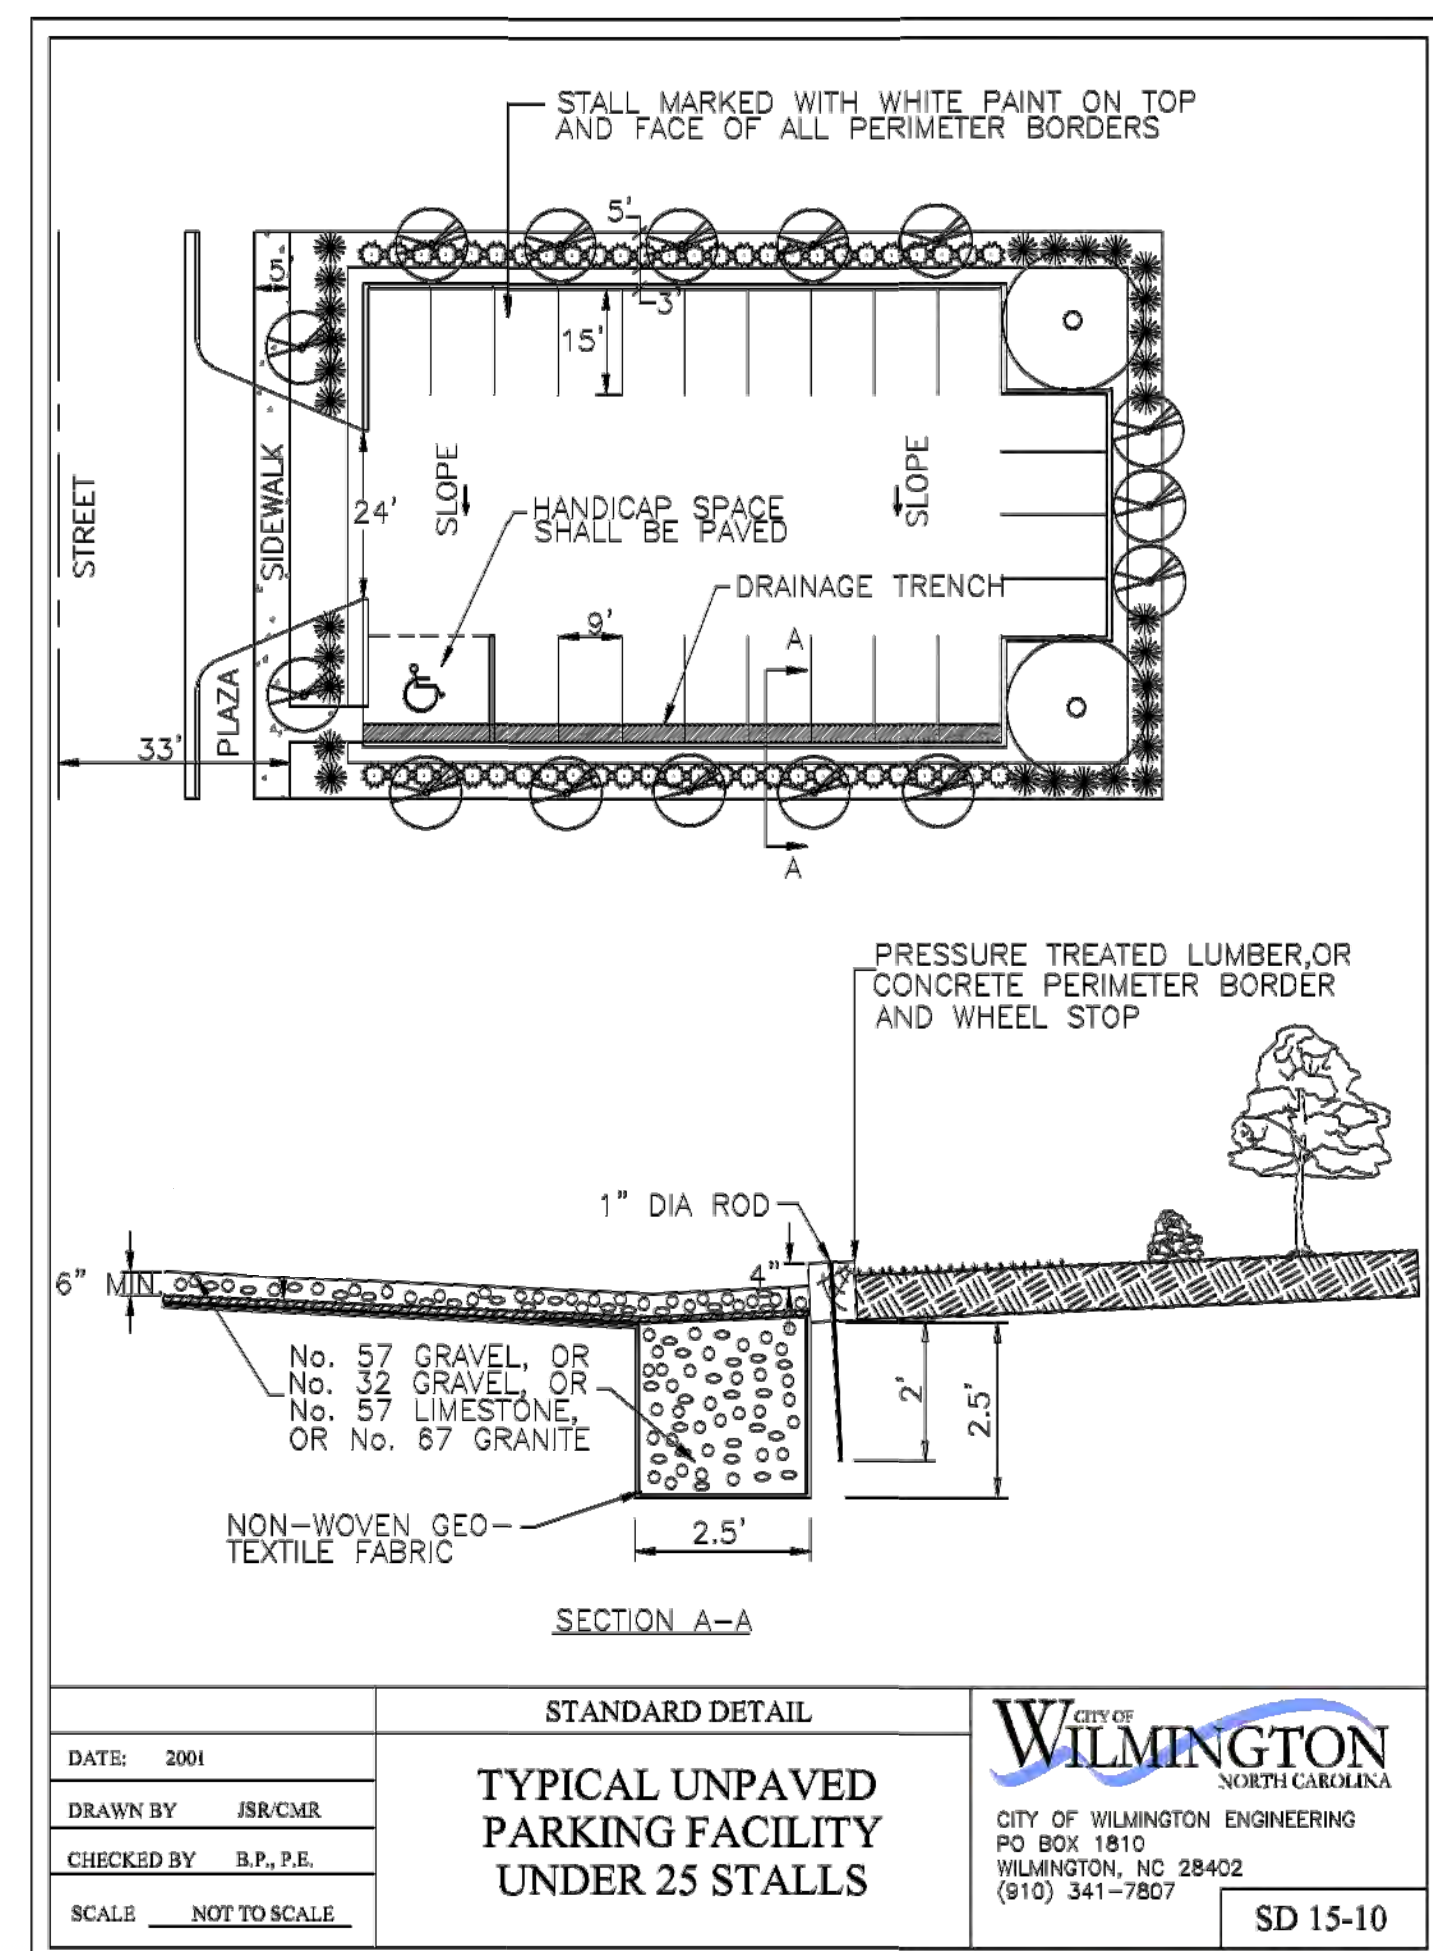 STALL MARKED WITH WHITE PAINT ON TOP
AND FACE OF ALL PERIMETER BORDERS
5'
5'
3'
15'
STREET
SIDEWALK
24'
SLOPE
SLOPE
HANDICAP SPACE
SHALL BE PAVED
DRAINAGE TRENCH
9'
A
PLAZA
33'
A
PRESSURE TREATED LUMBER,OR
CONCRETE PERIMETER BORDER
AND WHEEL STOP
1" DIA ROD
6" MIN.
4"
No. 57 GRAVEL, OR
No. 32 GRAVEL, OR
No. 57 LIMESTONE,
OR No. 67 GRANITE
2'
2.5'
NON-WOVEN GEO-
TEXTILE FABRIC
2.5'
SECTION A-A
STANDARD DETAIL
DATE: 2001
DRAWN BY JSR/CMR
CHECKED BY B.P., P.E.
SCALE NOT TO SCALE
TYPICAL UNPAVED
PARKING FACILITY
UNDER 25 STALLS
CITY OF
WILMINGTON
NORTH CAROLINA
CITY OF WILMINGTON ENGINEERING
PO BOX 1810
WILMINGTON, NC 28402
(910) 341-7807
SD 15-10